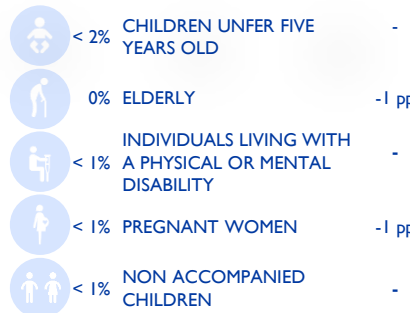 < 2% CHILDREN UNFER FIVE -
YEARS OLD
0% ELDERLY -1 pp
INDIVIDUALS LIVING WITH
< 1% A PHYSICAL OR MENTAL -
DISABILITY
< 1% PREGNANT WOMEN -1 pp
< 1% NON ACCOMPANIED -
CHILDREN